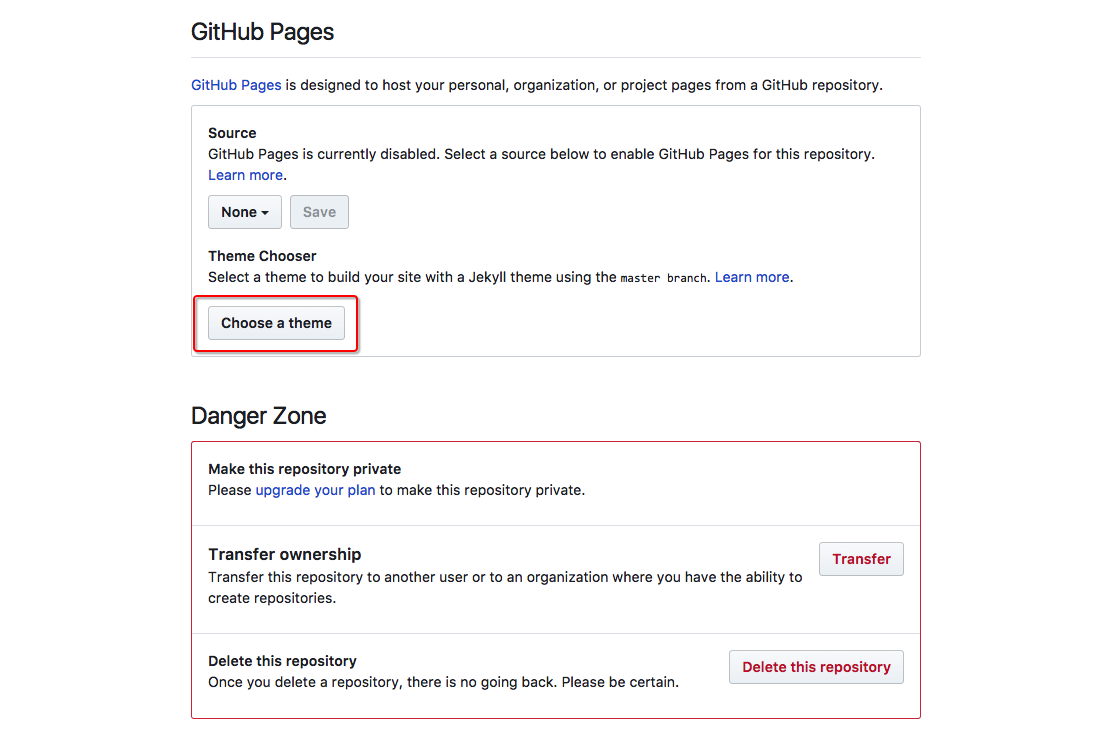 GitHub Pages
GitHub Pages is designed to host your personal, organization, or project pages from a GitHub repository.
Source
GitHub Pages is currently disabled. Select a source below to enable GitHub Pages for this repository.
Learn more.
None Save
Theme Chooser
Select a theme to build your site with a Jekyll theme using the master branch. Learn more.
Choose a theme
Danger Zone
Make this repository private
Please upgrade your plan to make this repository private.
Transfer ownership
Transfer
Transfer this repository to another user or to an organization where you have the ability to
create repositories.
Delete this repository
Delete this repository
Once you delete a repository, there is no going back. Please be certain.